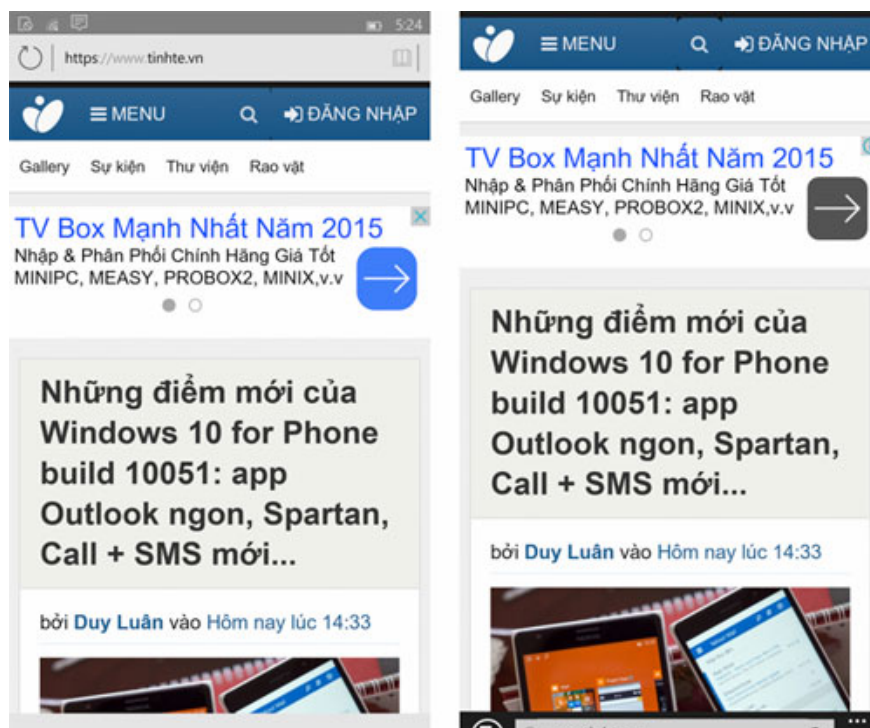 5:24
https://www.tinhte.vn
MENU
ĐĂNG NHẬP
Gallery Sự kiện Thư viện Rao vặt
TV Box Mạnh Nhất Năm 2015
Nhập & Phân Phối Chính Hãng Giá Tốt
MINIPC, MEASY, PROBOX2, MINIX,v.v
Những điểm mới của
Windows 10 for Phone
build 10051: app
Outlook ngon, Spartan,
Call + SMS mới...
bởi Duy Luân vào Hôm nay lúc 14:33
MENU
ĐĂNG NHẬP
Gallery Sự kiện Thư viện Rao vặt
TV Box Mạnh Nhất Năm 2015
Nhập & Phân Phối Chính Hãng Giá Tốt
MINIPC, MEASY, PROBOX2, MINIX,v.v
Những điểm mới của
Windows 10 for Phone
build 10051: app
Outlook ngon, Spartan,
Call + SMS mới...
bởi Duy Luân vào Hôm nay lúc 14:33